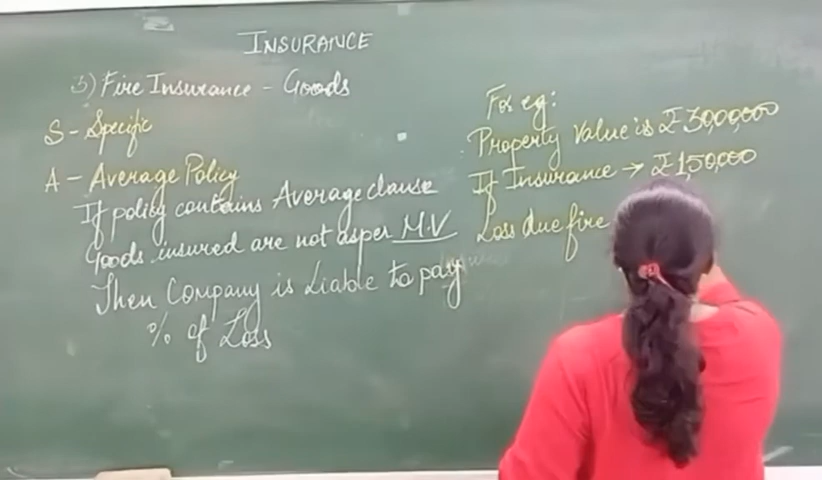 INSURANCE
3) Fire Insurance - Goods
S - Specific
A - Average Policy
If policy contains Average clause
Goods insured are not as per M.V
Then Company is Liable to pay
% of Loss
For eg:
Property Value is ₹ 30,00,000
If Insurance → ₹ 1,50,000
Loss due fire